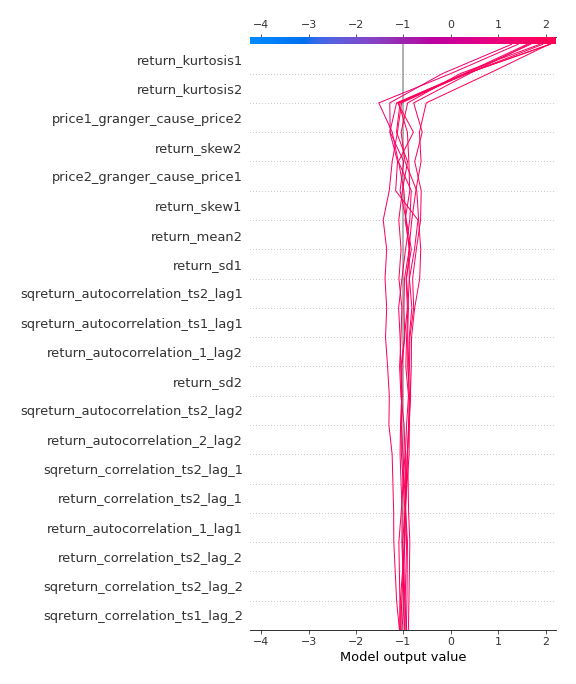 −4 −3 −2 −1 0 1 2
return_kurtosis1
return_kurtosis2
price1_granger_cause_price2
return_skew2
price2_granger_cause_price1
return_skew1
return_mean2
return_sd1
sqreturn_autocorrelation_ts2_lag1
sqreturn_autocorrelation_ts1_lag1
return_autocorrelation_1_lag2
return_sd2
sqreturn_autocorrelation_ts2_lag2
return_autocorrelation_2_lag2
sqreturn_correlation_ts2_lag_1
return_correlation_ts2_lag_1
return_autocorrelation_1_lag1
return_correlation_ts2_lag_2
sqreturn_correlation_ts2_lag_2
sqreturn_correlation_ts1_lag_2
−4 −3 −2 −1 0 1 2
Model output value